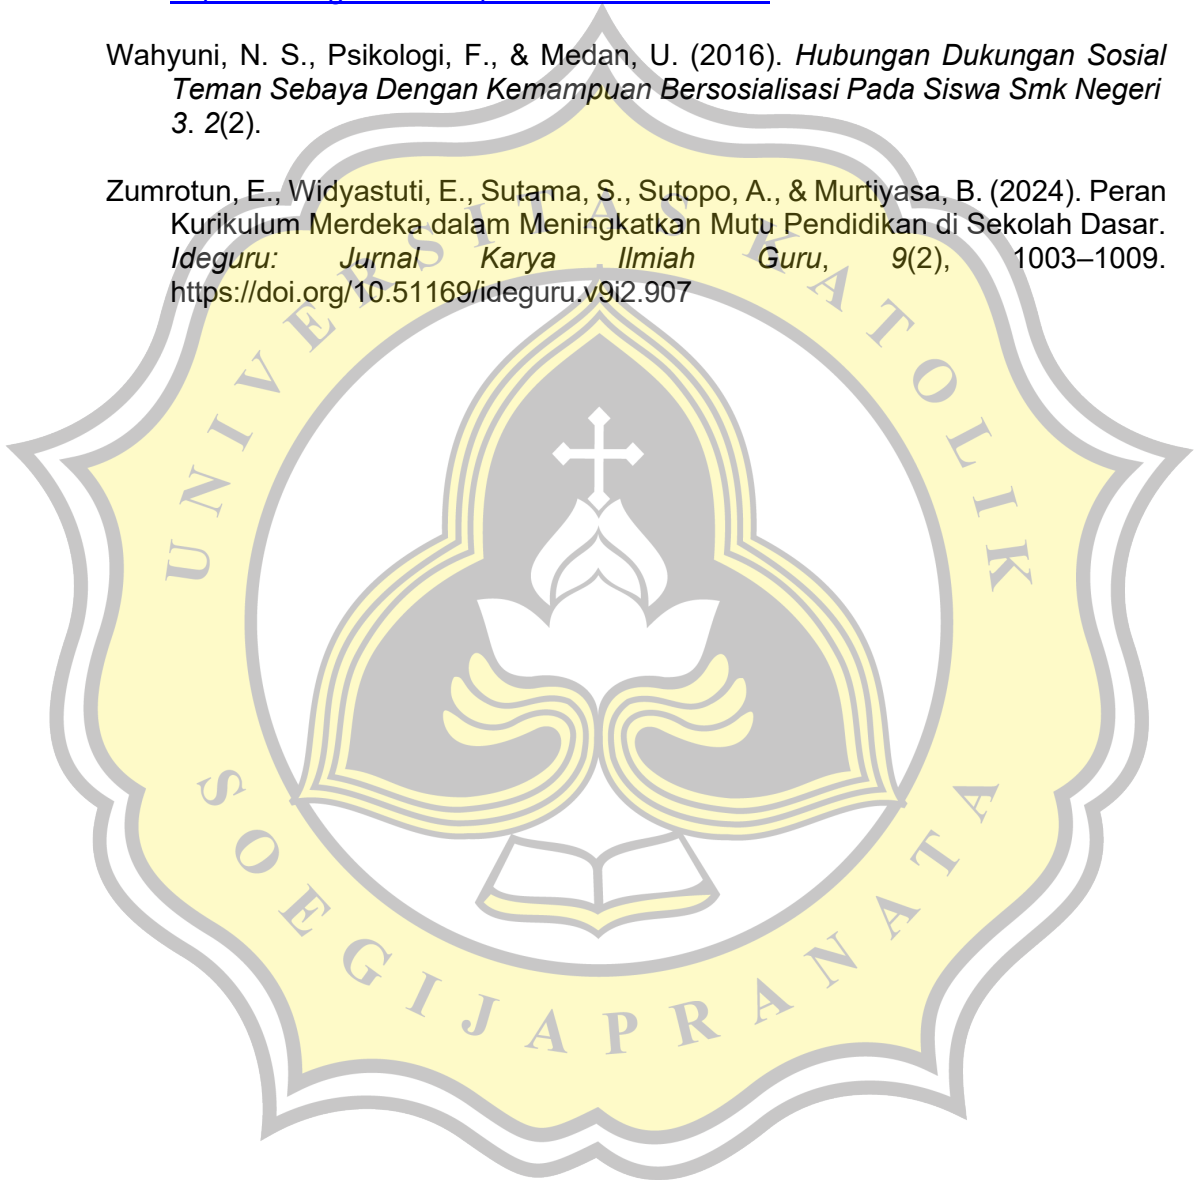 Wahyuni, N. S., Psikologi, F., & Medan, U. (2016). Hubungan Dukungan Sosial
Teman Sebaya Dengan Kemampuan Bersosialisasi Pada Siswa Smk Negeri
3. 2(2).
Zumrotun, E., Widyastuti, E., Sutama, S., Sutopo, A., & Murtiyasa, B. (2024). Peran
Kurikulum Merdeka dalam Meningkatkan Mutu Pendidikan di Sekolah Dasar.
Ideguru: Jurnal Karya Ilmiah Guru, 9(2), 1003–1009.
https://doi.org/10.51169/ideguru.v9i2.907
UNIVERSITAS KATOLIK
SOEGIJAPRANATA